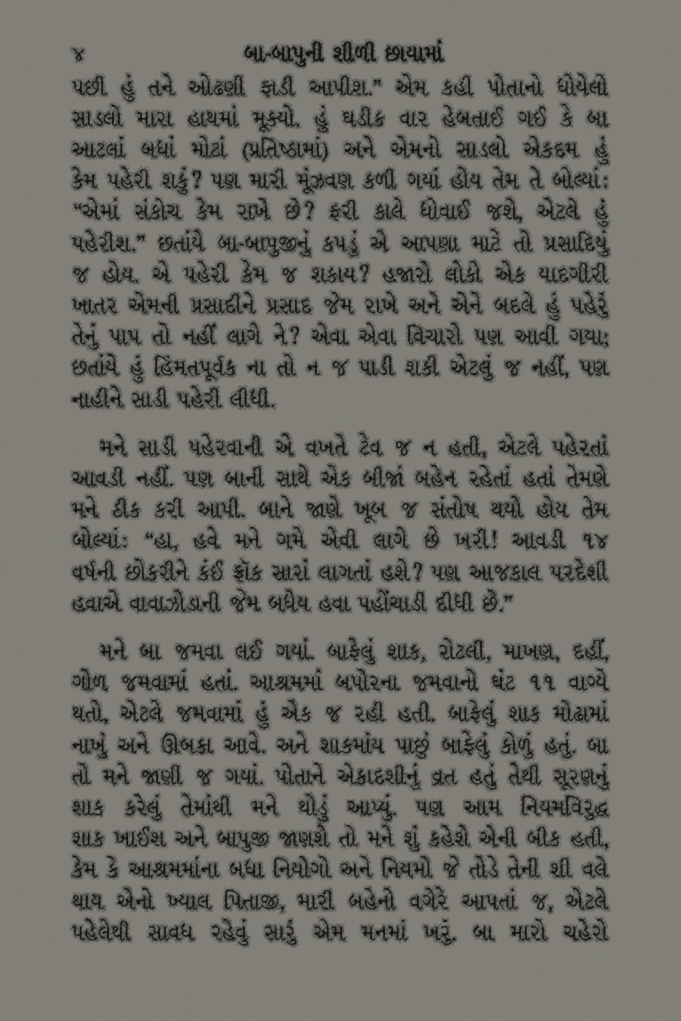 ૪ બા-બાપુની શીળી છાયામાં
પછી હું તને ઓઢણી ફાડી આપીશ.” એમ કહી પોતાનો ધોયેલો
સાડલો મારા હાથમાં મૂક્યો. હું ઘડીક વાર હેબતાઈ ગઈ કે બા
આટલાં બધાં મોટાં (પ્રતિષ્ઠામાં) અને એમનો સાડલો એકદમ હું
કેમ પહેરી શકું? પણ મારી મૂંઝવણ કળી ગયાં હોય તેમ તે બોલ્યાં:
“એમાં સંકોચ કેમ રાખે છે? ફરી કાલે ધોવાઈ જશે, એટલે હું
પહેરીશ.” છતાંયે બા-બાપુજીનું કપડું એ આપણા માટે તો પ્રસાદિયું
જ હોય. એ પહેરી કેમ જ શકાય? હજારો લોકો એક યાદગીરી
ખાતર એમની પ્રસાદીને પ્રસાદ જેમ રાખે અને એને બદલે હું પહેરું
તેનું પાપ તો નહીં લાગે ને? એવા એવા વિચારો પણ આવી ગયા;
છતાંયે હું હિંમતપૂર્વક ના તો ન જ પાડી શકી એટલું જ નહીં, પણ
નાહીને સાડી પહેરી લીધી.
મને સાડી પહેરવાની એ વખતે ટેવ જ ન હતી, એટલે પહેરતાં
આવડી નહીં. પણ બાની સાથે એક બીજાં બહેન રહેતાં હતાં તેમણે
મને ઠીક કરી આપી. બાને જાણે ખૂબ જ સંતોષ થયો હોય તેમ
બોલ્યાં: “હા, હવે મને ગમે એવી લાગે છે ખરી! આવડી ૧૪
વર્ષની છોકરીને કંઈ ફ્રૉક સારાં લાગતાં હશે? પણ આજકાલ પરદેશી
હવાએ વાવાઝોડાની જેમ બધેય હવા પહોંચાડી દીધી છે.”
મને બા જમવા લઈ ગયાં. બાફેલું શાક, રોટલી, માખણ, દહીં,
ગોળ જમવામાં હતાં. આશ્રમમાં બપોરના જમવાનો ઘંટ ૧૧ વાગ્યે
થતો, એટલે જમવામાં હું એક જ રહી હતી. બાફેલું શાક મોઢામાં
નાખું અને ઊબકા આવે. અને શાકમાંય પાછું બાફેલું કોળું હતું. બા
તો મને જાણી જ ગયાં. પોતાને એકાદશીનું વ્રત હતું તેથી સૂરણનું
શાક કરેલું તેમાંથી મને થોડું આપ્યું. પણ આમ નિયમવિરુદ્ધ
શાક ખાઈશ અને બાપુજી જાણશે તો મને શું કહેશે એની બીક હતી,
કેમ કે આશ્રમમાંના બધા નિયોગો અને નિયમો જે તોડે તેની શી વલે
થાય એનો ખ્યાલ પિતાજી, મારી બહેનો વગેરે આપતાં જ, એટલે
પહેલેથી સાવધ રહેવું સારું એમ મનમાં ખરું. બા મારો ચહેરો